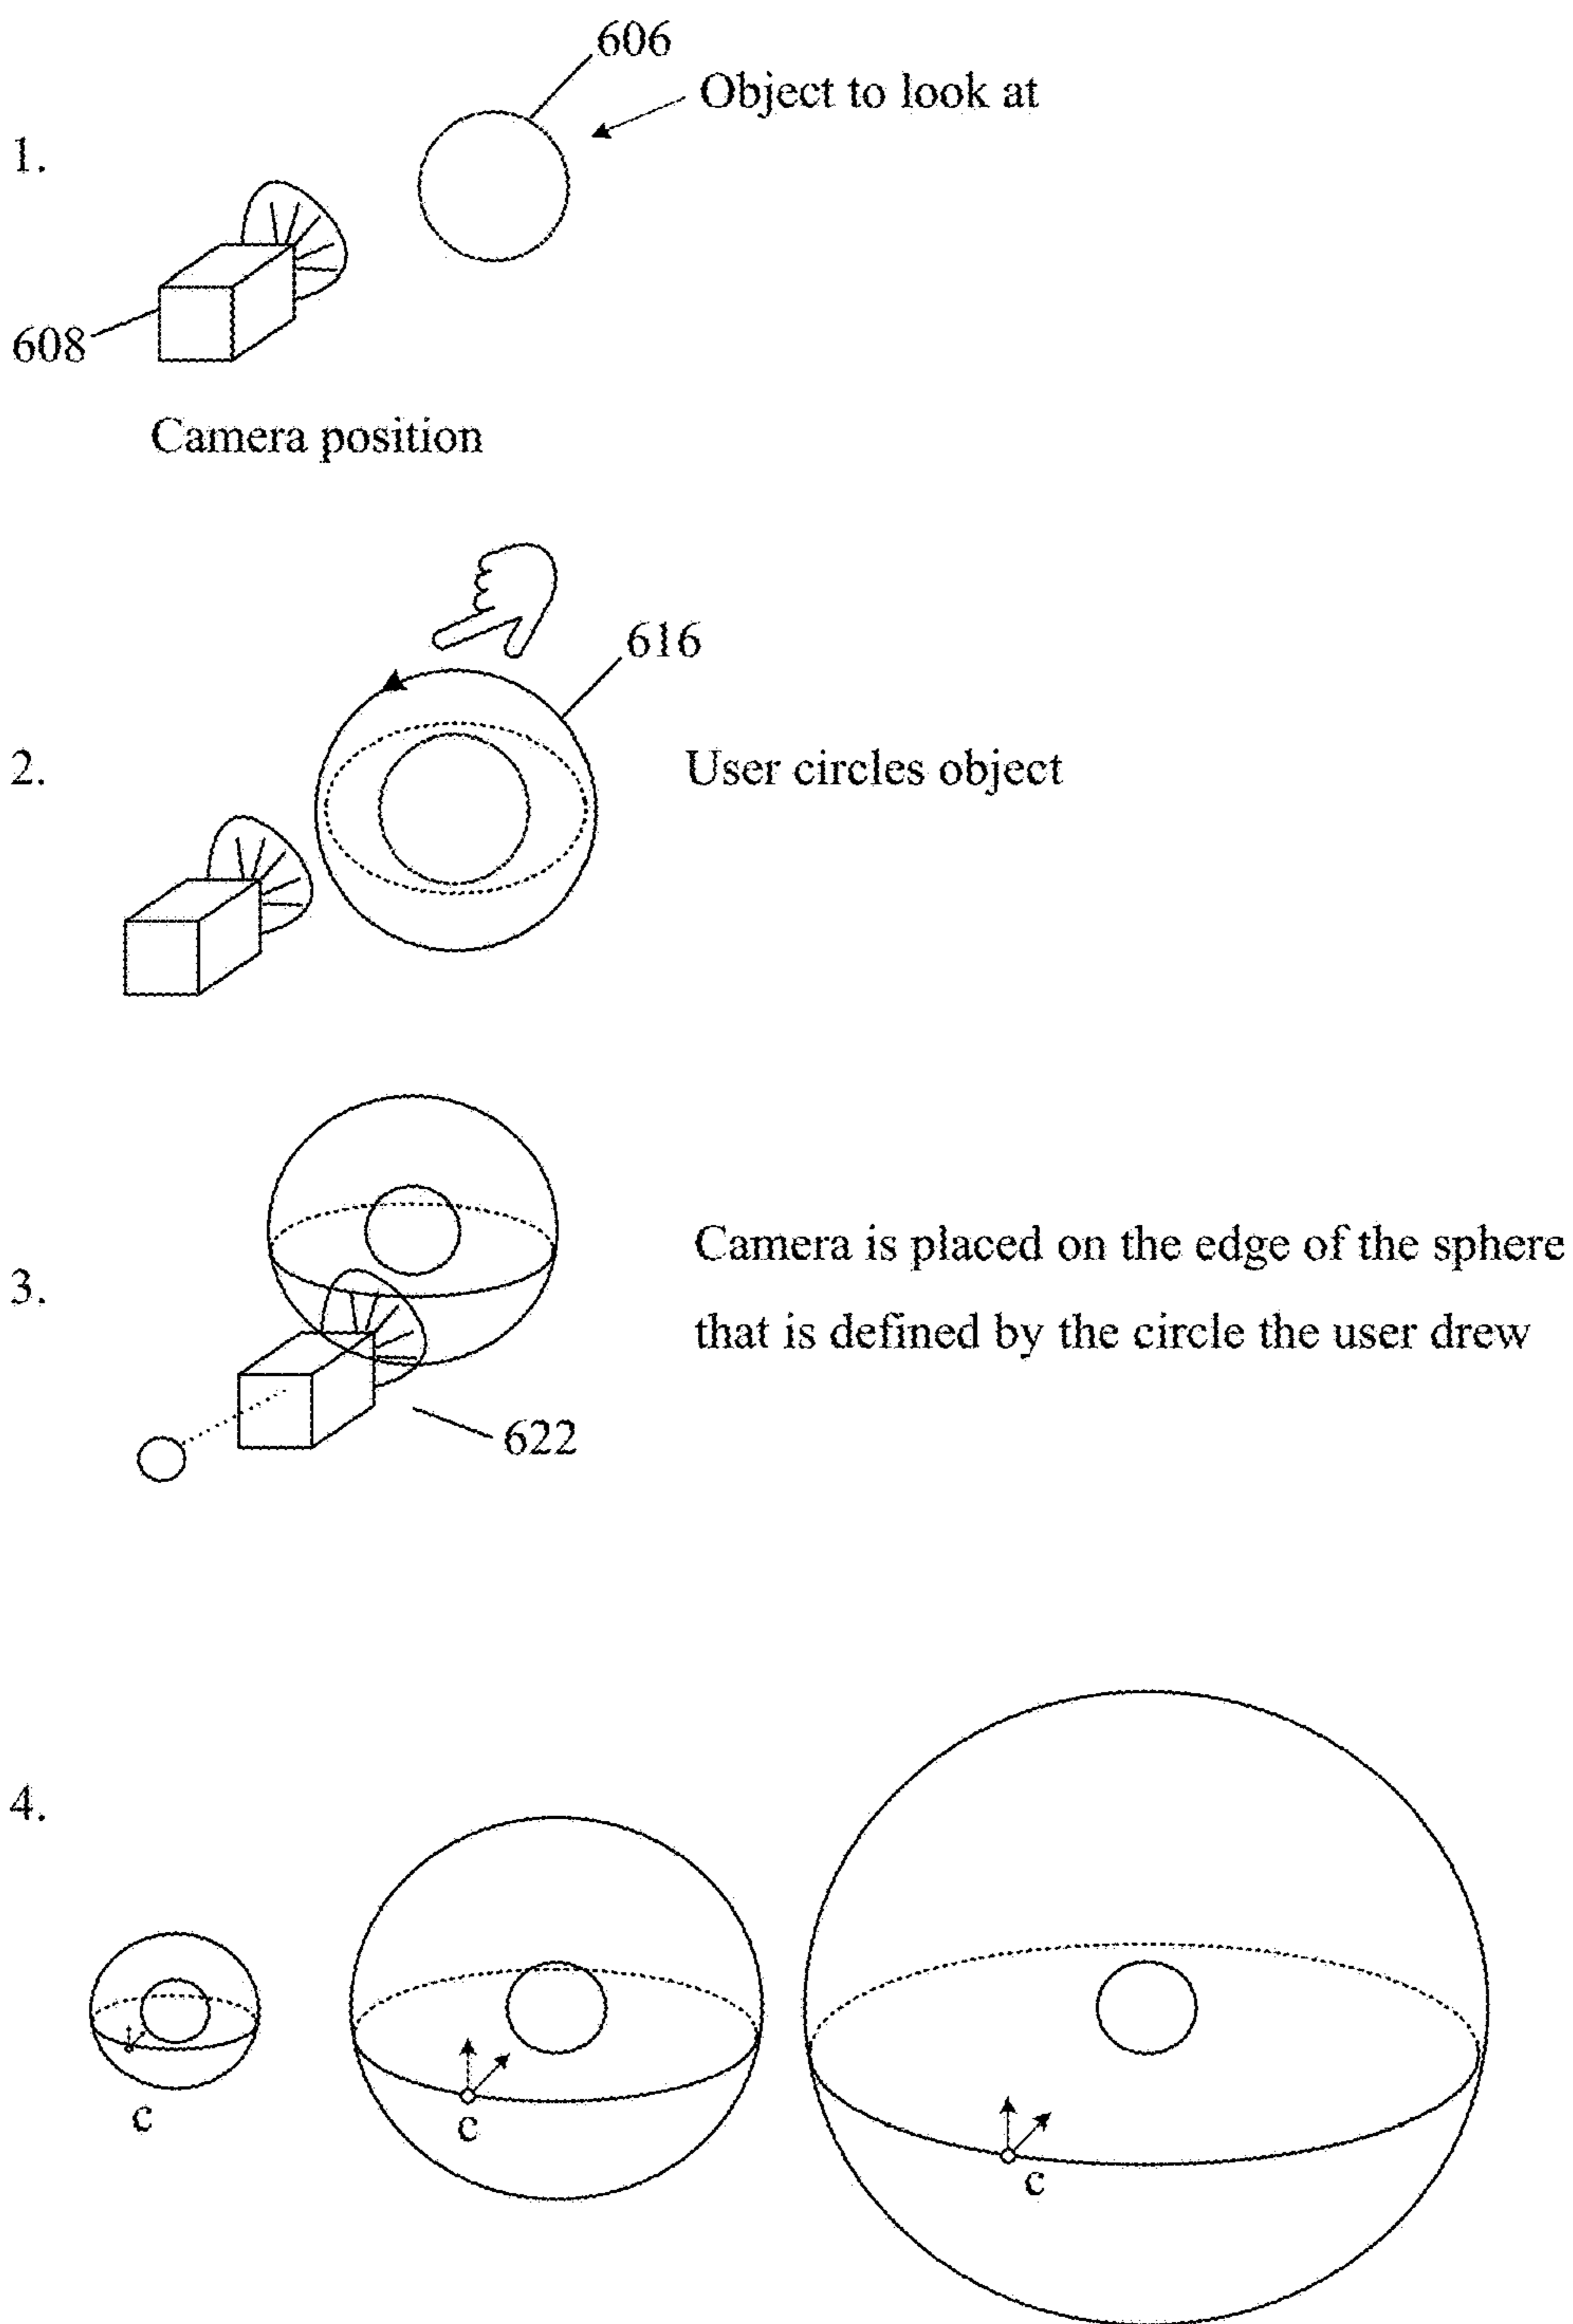 606
Object to look at
1.
608
Camera position
616
2.
User circles object
Camera is placed on the edge of the sphere
3.
that is defined by the circle the user drew
622
4.
c
c
c